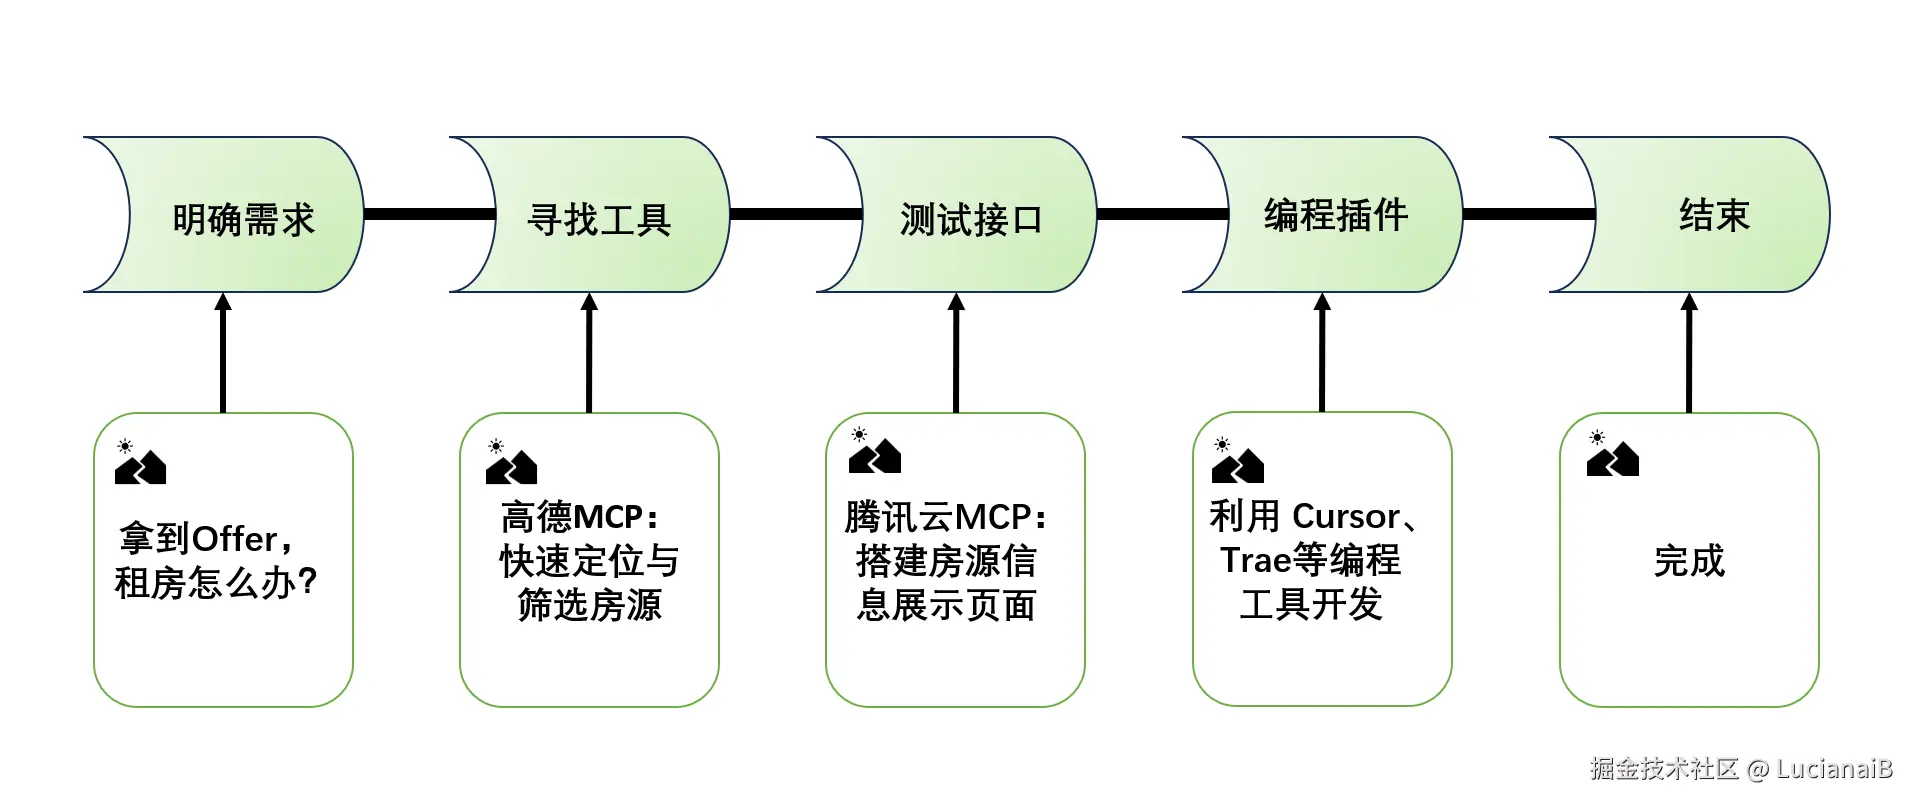 明确需求
寻找工具
测试接口
编程插件
结束
拿到Offer，
租房怎么办？
高德MCP：
快速定位与
筛选房源
腾讯云MCP：
搭建房源信
息展示页面
利用 Cursor、
Trae等编程
工具开发
完成
掘金技术社区 @ LucianaiB